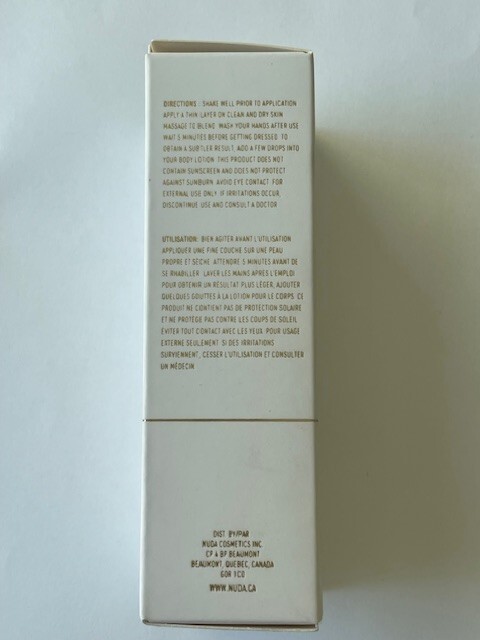 DIRECTIONS : SHAKE WELL PRIOR TO APPLICATION
APPLY A THIN LAYER ON CLEAN AND DRY SKIN
MASSAGE TO BLEND. WASH YOUR HANDS AFTER USE
WAIT 5 MINUTES BEFORE GETTING DRESSED. TO
OBTAIN A SUBTLER RESULT, ADD A FEW DROPS INTO
YOUR BODY LOTION. THIS PRODUCT DOES NOT
CONTAIN SUNSCREEN AND DOES NOT PROTECT
AGAINST SUNBURN. AVOID EYE CONTACT. FOR
EXTERNAL USE ONLY. IF IRRITATIONS OCCUR,
DISCONTINUE USE AND CONSULT A DOCTOR
UTILISATION: BIEN AGITER AVANT L'UTILISATION
APPLIQUER UNE FINE COUCHE SUR UNE PEAU
PROPRE ET SÈCHE. ATTENDRE 5 MINUTES AVANT DE
SE RHABILLER. LAVER LES MAINS APRÈS L'EMPLOI
POUR OBTENIR UN RÉSULTAT PLUS LÉGER, AJOUTER
QUELQUES GOUTTES À LA LOTION POUR LE CORPS. CE
PRODUIT NE CONTIENT PAS DE PROTECTION SOLAIRE
ET NE PROTÈGE PAS CONTRE LES COUPS DE SOLEIL.
ÉVITER TOUT CONTACT AVEC LES YEUX. POUR USAGE
EXTERNE SEULEMENT. SI DES IRRITATIONS
SURVIENNENT, CESSER L'UTILISATION ET CONSULTER
UN MÉDECIN
DIST. BY/PAR
NUDA COSMETICS INC.
CP 4 BP BEAUMONT
BEAUMONT, QUEBEC, CANADA
G0R 1C0
WWW.NUDA.CA